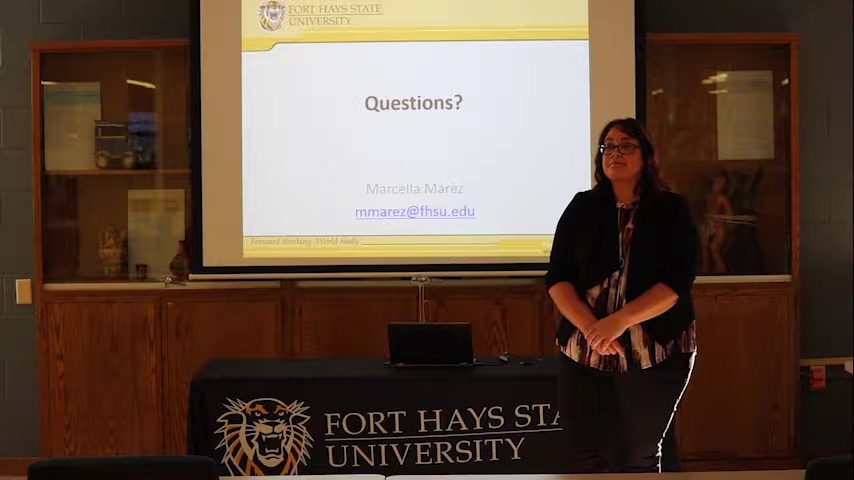 FORT HAYS STATE
UNIVERSITY
Questions?
Marcella Marez
mmarez@fhsu.edu
Forward thinking. World ready.
FORT HAYS STA
UNIVERSITY